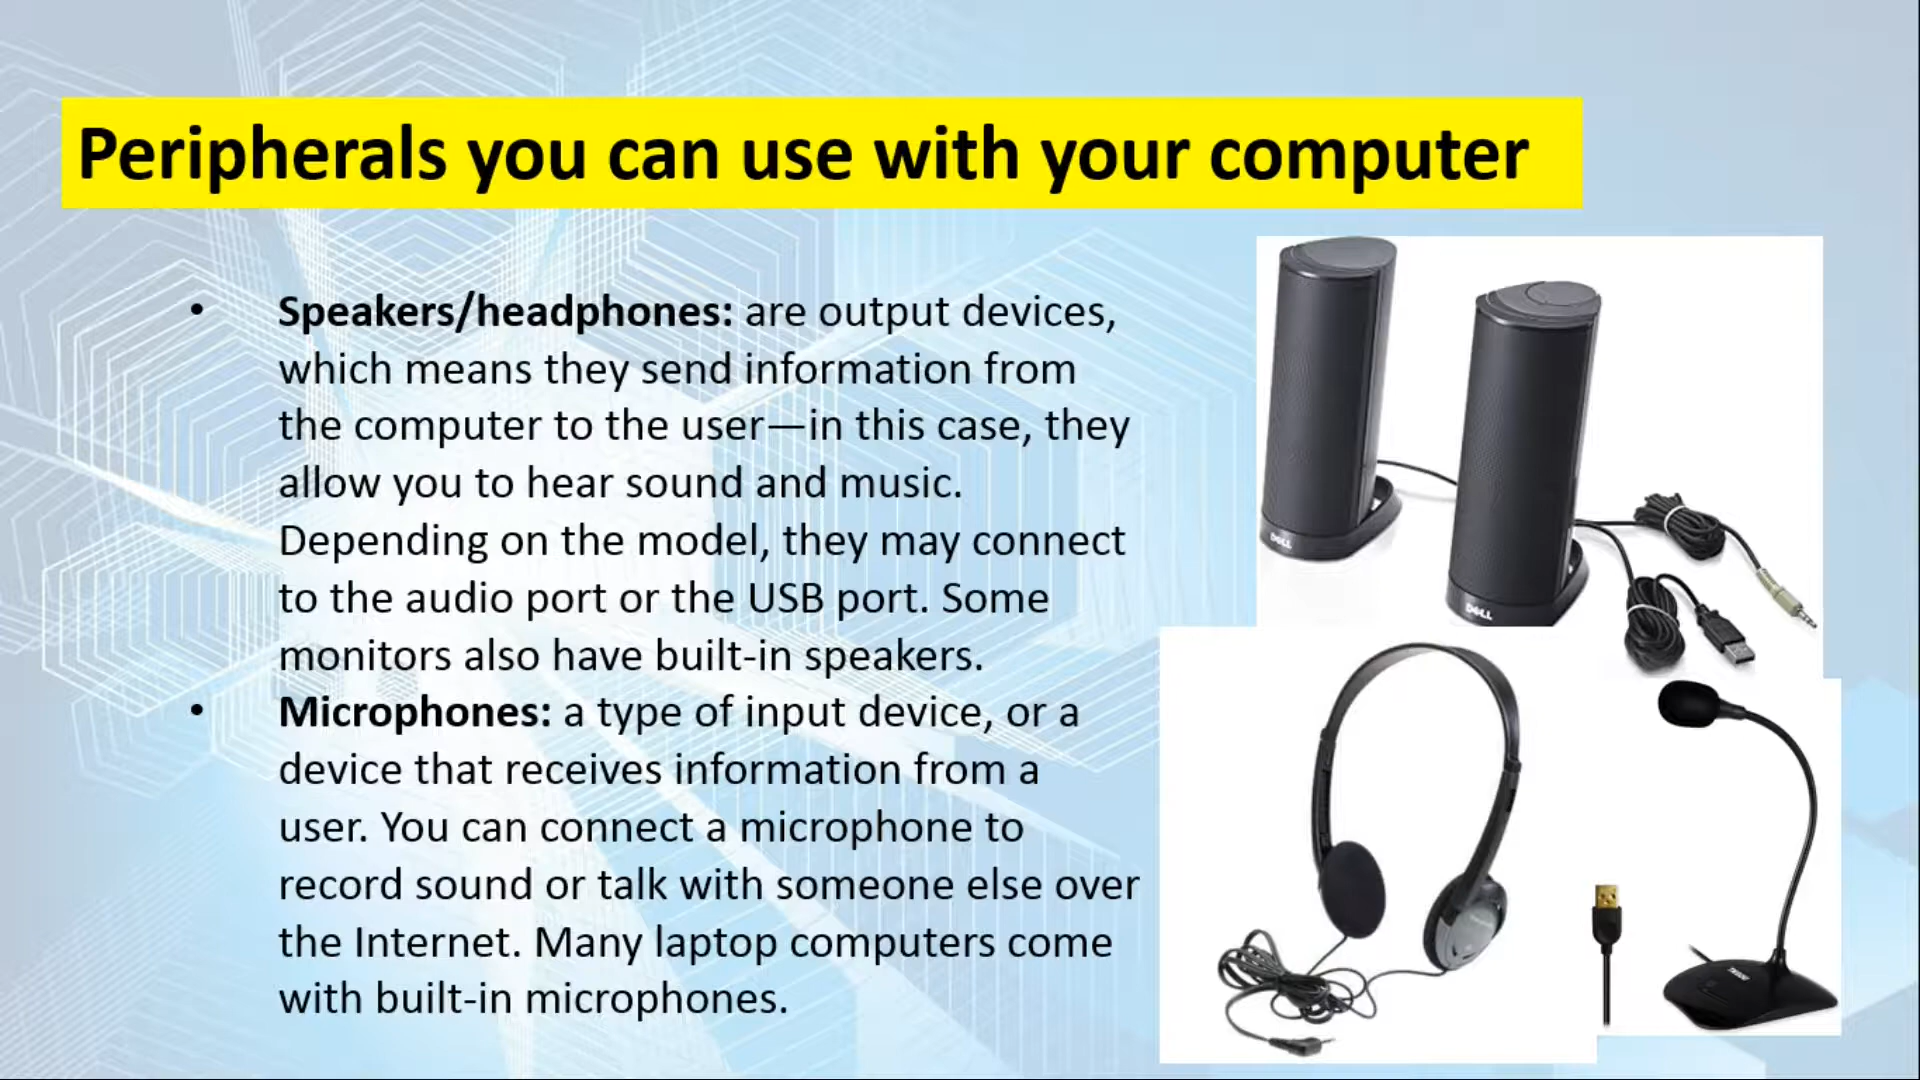 Peripherals you can use with your computer
• Speakers/headphones: are output devices,
which means they send information from
the computer to the user—in this case, they
allow you to hear sound and music.
Depending on the model, they may connect
to the audio port or the USB port. Some
monitors also have built-in speakers.
• Microphones: a type of input device, or a
device that receives information from a
user. You can connect a microphone to
record sound or talk with someone else over
the Internet. Many laptop computers come
with built-in microphones.
DELL
DELL